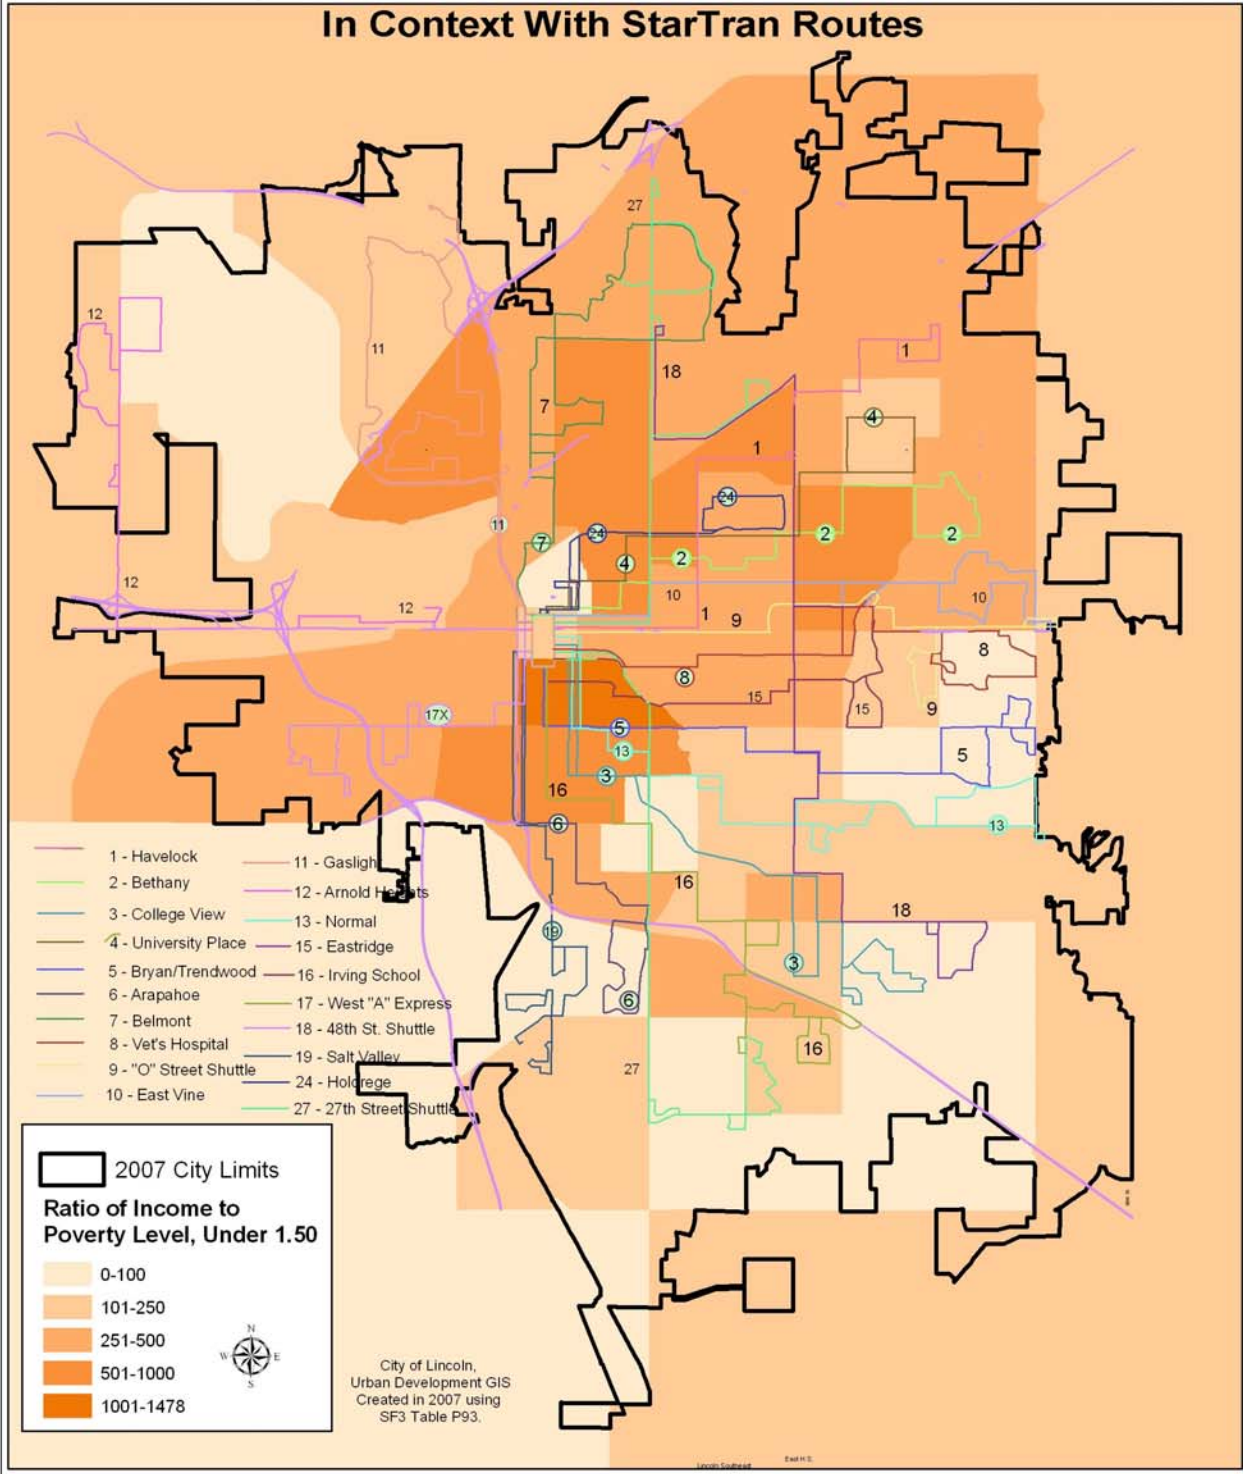 In Context With StarTran Routes
27
12
11
1
18
7
4
1
24
11
7
24
2
2
4
2
12
10
10
12
1
9
8
8
15
15
9
17X
5
13
5
3
16
6
13
16
18
19
3
6
16
27
1 - Havelock
2 - Bethany
3 - College View
4 - University Place
5 - Bryan/Trendwood
6 - Arapahoe
7 - Belmont
8 - Vet's Hospital
9 - "O" Street Shuttle
10 - East Vine
11 - Gasligh
12 - Arnold Heights
13 - Normal
15 - Eastridge
16 - Irving School
17 - West "A" Express
18 - 48th St. Shuttle
19 - Salt Valley
24 - Holdrege
27 - 27th Street Shuttle
2007 City Limits
Ratio of Income to
Poverty Level, Under 1.50
0-100
101-250
251-500
501-1000
1001-1478
N
W E
S
City of Lincoln,
Urban Development GIS
Created in 2007 using
SF3 Table P93.
Lincoln Southeast
East H.S.